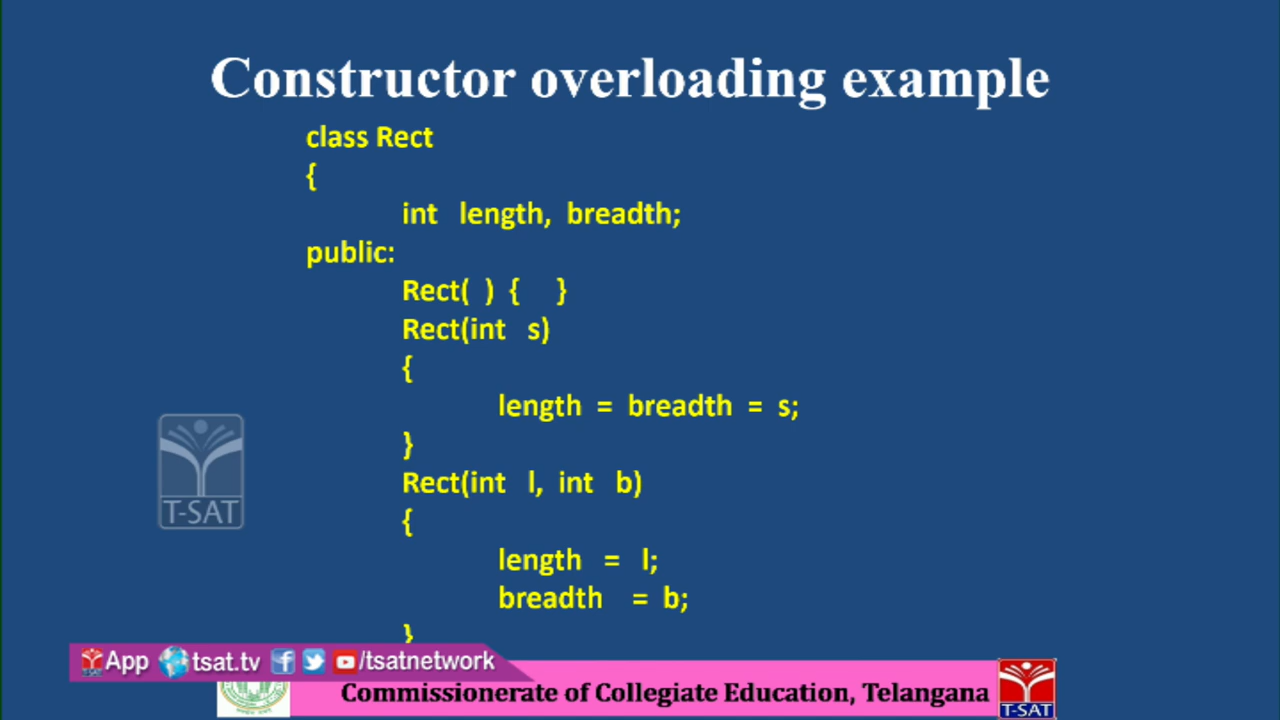 Constructor overloading example
class Rect
{
int length, breadth;
public:
Rect( ) { }
Rect(int s)
{
length = breadth = s;
}
Rect(int l, int b)
{
length = l;
breadth = b;
}
T-SAT
App tsat.tv /tsatnetwork
Commissionerate of Collegiate Education, Telangana
T-SAT